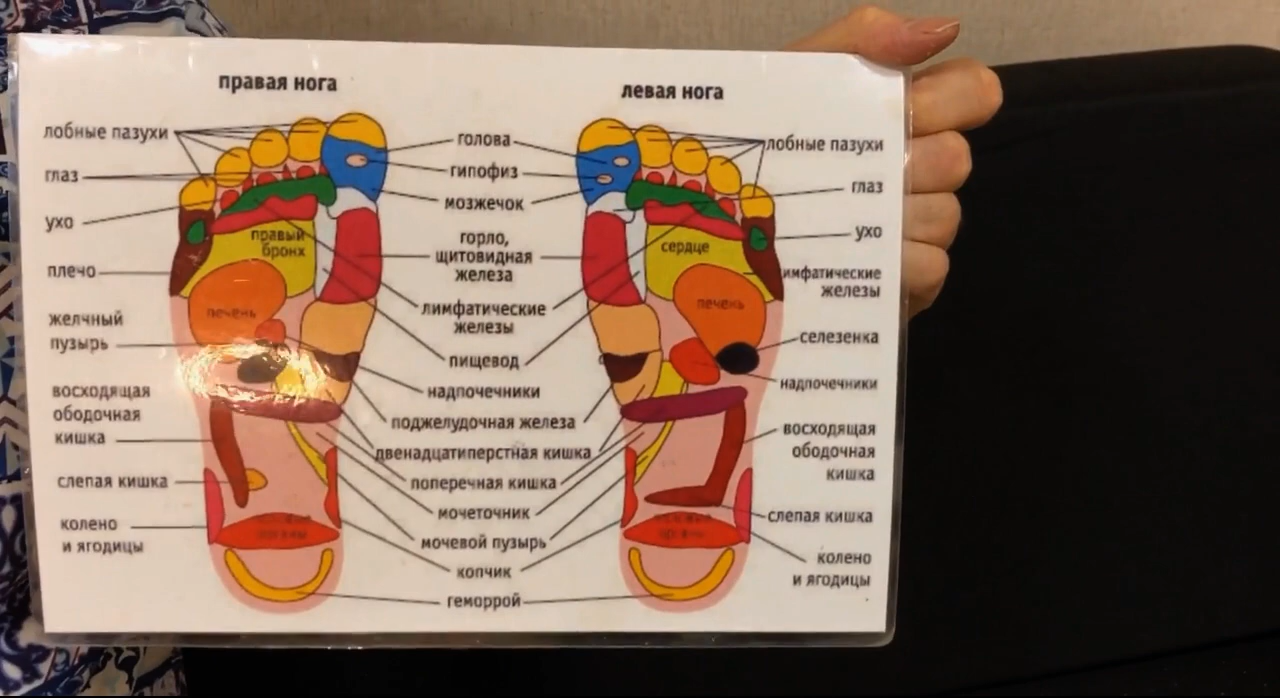 правая нога
левая нога
лобные пазухи
глаз
ухо
плечо
желчный
пузырь
восходящая
ободочная
кишка
слепая кишка
колено
и ягодицы
правый
бронх
печень
голова
гипофиз
мозжечок
горло,
щитовидная
железа
лимфатические
железы
пищевод
надпочечники
поджелудочная железа
двенадцатиперстная кишка
поперечная кишка
мочеточник
мочевой пузырь
копчик
геморрой
сердце
печень
лобные пазухи
глаз
ухо
имфатические
железы
селезенка
надпочечники
восходящая
ободочная
кишка
слепая кишка
колено
и ягодицы